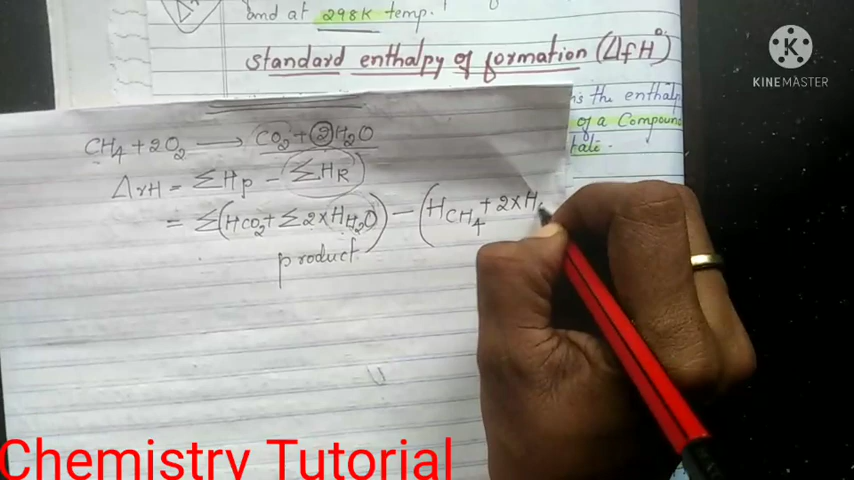 and at 298K temp.
standard enthalpy of formation (ΔfH°)
is the enthalp
of a Compound
tate.
CH₄ + 2O₂ ⟶ CO₂ + 2H₂O
ΔrH = ΣHp - ΣHR
= Σ(HCO₂ + Σ2×HH₂O) - (HCH₄ + 2×H
product
K
KINEMASTER
Chemistry Tutorial